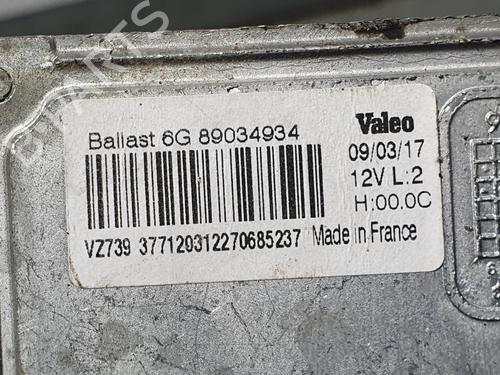 Ballast 6G 89034934
Valeo
09/03/17
12V L:2
H:00.0C
VZ739 377120312270685237 Made in France